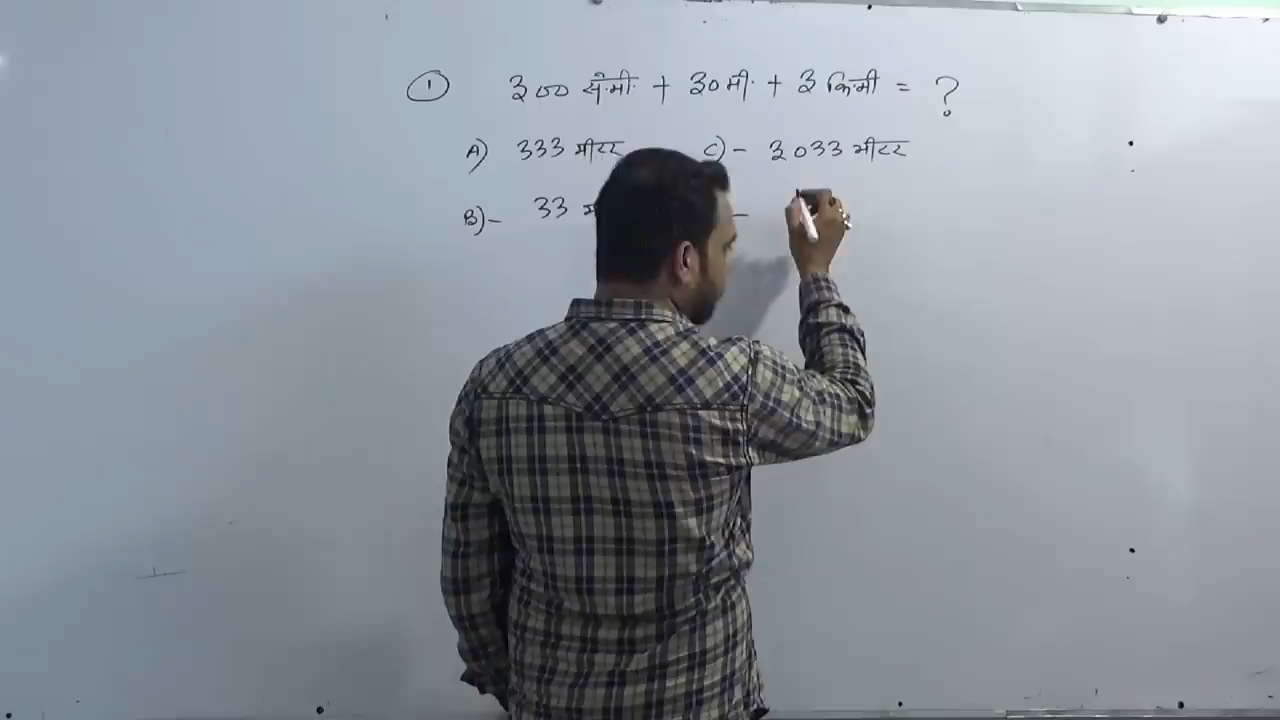 ① 300 से.मी. + 30 मी. + 3 कि.मी = ?
A) 333 मीटर C)- 3033 मीटर
B)- 33